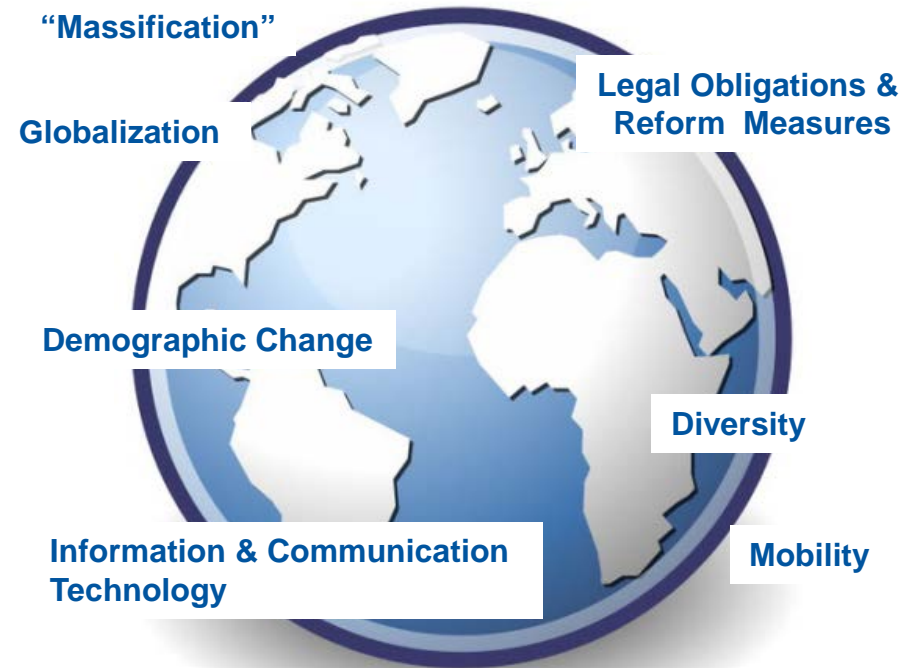 “Massification”
Legal Obligations &
Reform Measures
Globalization
Demographic Change
Diversity
Information & Communication
Technology
Mobility